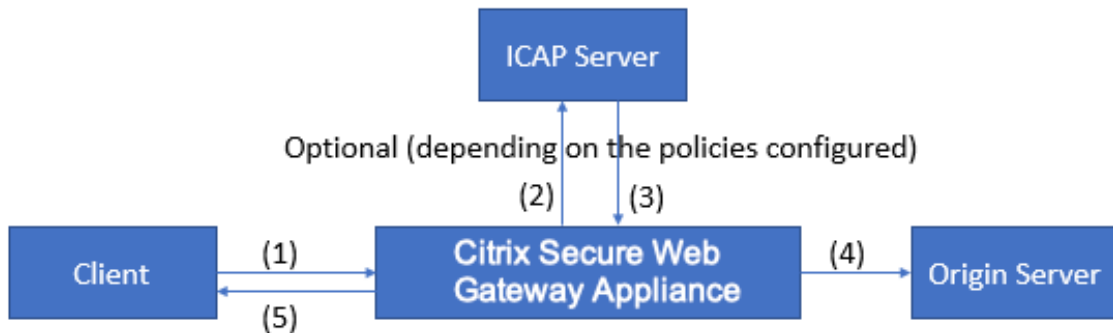 ICAP Server
Optional (depending on the policies configured)
(2)
(3)
Client
(1)
(5)
Citrix Secure Web
Gateway Appliance
(4)
Origin Server